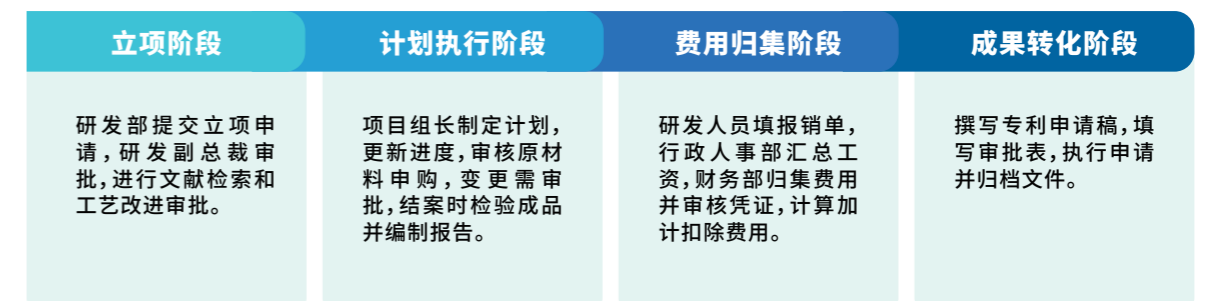 立项阶段
研发部提交立项申
请,研发副总裁审
批,进行文献检索和
工艺改进审批。
计划执行阶段
项目组长制定计划,
更新进度,审核原材
料申购,变更需审
批,结案时检验成品
并编制报告。
费用归集阶段
研发人员填报销单,
行政人事部汇总工
资,财务部归集费用
并审核凭证,计算加
计扣除费用。
成果转化阶段
撰写专利申请稿,填
写审批表,执行申请
并归档文件。